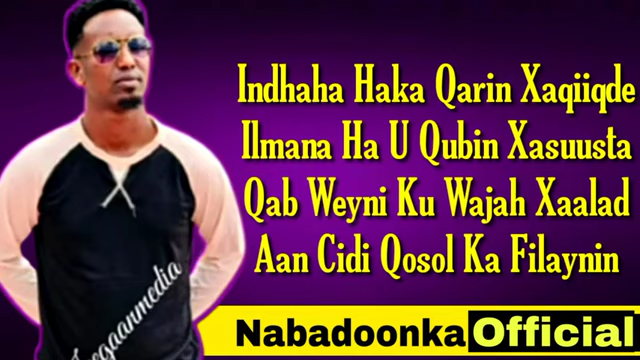 Indhaha Haka Qarin Xaqiiqde
Ilmana Ha U Qubin Xasuusta
Qab Weyni Ku Wajah Xaalad
Aan Cidi Qosol Ka Filaynin
Nabadoonka Official